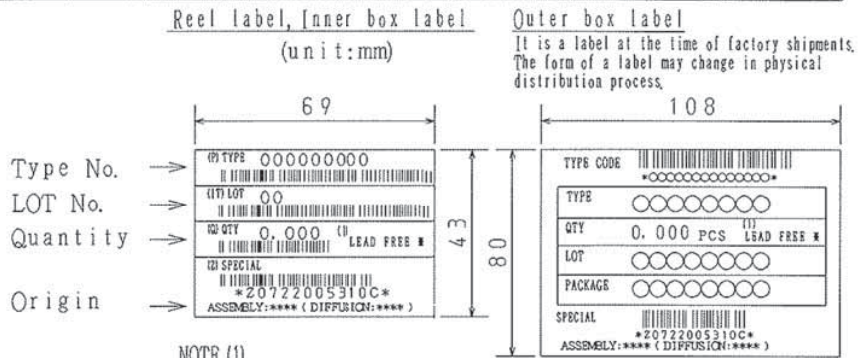 Reel label, Inner box label
(unit:mm)
Outer box label
It is a label at the time of factory shipments.
The form of a label may change in physical
distribution process.
69
108
Type No.
LOT No.
Quantity
Origin
(P) TYPE 000000000
(1T) LOT 00
(Q) QTY 0.000 (1) LEAD FREE *
(2) SPECIAL
*Z0722005310C*
ASSEMBLY:**** ( DIFFUSION:**** )
43
80
TYPE CODE
*○○○○○○○○○○○○○*
TYPE ○○○○○○○○
QTY 0.000 PCS (1) LEAD FREE *
LOT ○○○○○○○○
PACKAGE ○○○○○○○○
SPECIAL
*Z0722005310C*
ASSEMBLY:**** ( DIFFUSION:**** )
NOTE (1)